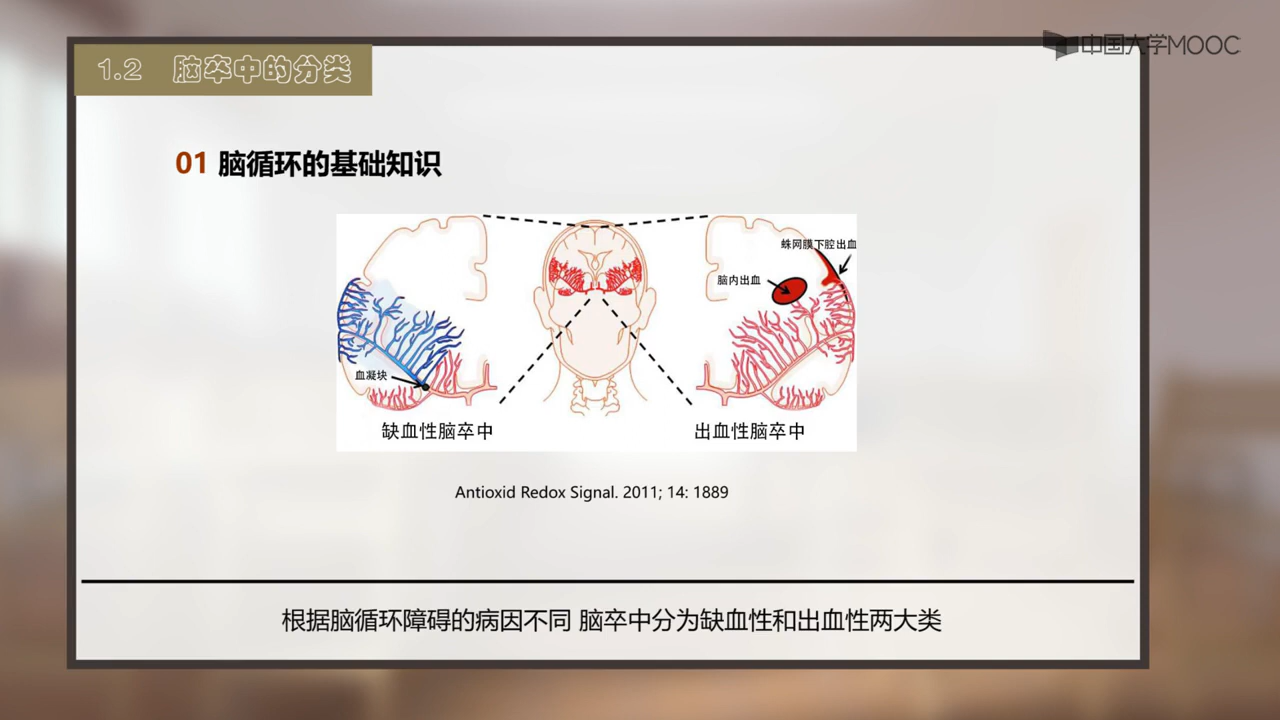 中国大学MOOC
1.2 脑卒中的分类
01 脑循环的基础知识
蛛网膜下腔出血
脑内出血
血凝块
缺血性脑卒中
出血性脑卒中
Antioxid Redox Signal. 2011; 14: 1889
根据脑循环障碍的病因不同 脑卒中分为缺血性和出血性两大类